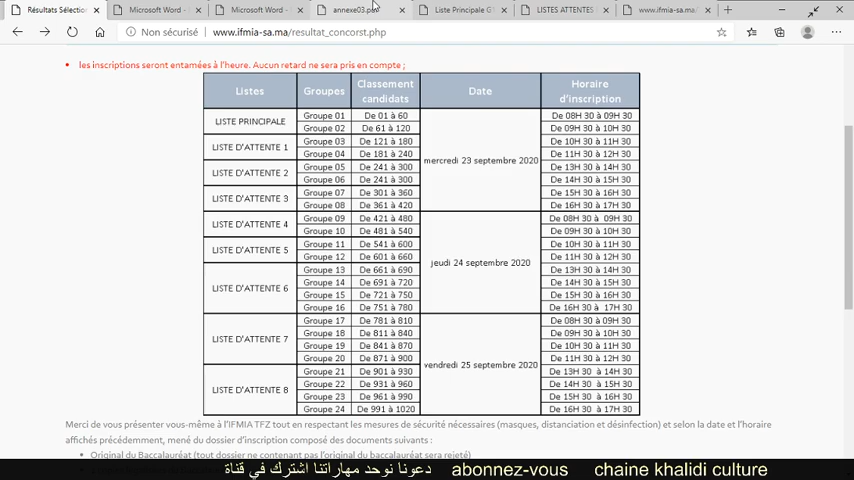 Résultats Sélectio
Microsoft Word -
Microsoft Word -
annexe03.pdf
Liste Principale G
LISTES ATTENTES
www.ifmia-sa.ma/
Non sécurisé | www.ifmia-sa.ma/resultat_concorst.php
les inscriptions seront entamées à l'heure. Aucun retard ne sera pris en compte ;
Listes Groupes Classement candidats Date Horaire d'inscription
LISTE PRINCIPALE Groupe 01 De 01 à 60 mercredi 23 septembre 2020 De 08H 30 à 09H 30
Groupe 02 De 61 à 120 De 09H 30 à 10H 30
LISTE D'ATTENTE 1 Groupe 03 De 121 à 180 De 10H 30 à 11H 30
Groupe 04 De 181 à 240 De 11H 30 à 12H 30
LISTE D'ATTENTE 2 Groupe 05 De 241 à 300 De 13H 30 à 14H 30
Groupe 06 De 241 à 300 De 14H 30 à 15H 30
LISTE D'ATTENTE 3 Groupe 07 De 301 à 360 De 15H 30 à 16H 30
Groupe 08 De 361 à 420 De 16H 30 à 17H 30
LISTE D'ATTENTE 4 Groupe 09 De 421 à 480 jeudi 24 septembre 2020 De 08H 30 à 09H 30
Groupe 10 De 481 à 540 De 09H 30 à 10H 30
LISTE D'ATTENTE 5 Groupe 11 De 541 à 600 De 10H 30 à 11H 30
Groupe 12 De 601 à 660 De 11H 30 à 12H 30
LISTE D'ATTENTE 6 Groupe 13 De 661 à 690 De 13H 30 à 14H 30
Groupe 14 De 691 à 720 De 14H 30 à 15H 30
Groupe 15 De 721 à 750 De 15H 30 à 16H 30
Groupe 16 De 751 à 780 De 16H 30 à 17H 30
LISTE D'ATTENTE 7 Groupe 17 De 781 à 810 vendredi 25 septembre 2020 De 08H 30 à 09H 30
Groupe 18 De 811 à 840 De 09H 30 à 10H 30
Groupe 19 De 841 à 870 De 10H 30 à 11H 30
Groupe 20 De 871 à 900 De 11H 30 à 12H 30
LISTE D'ATTENTE 8 Groupe 21 De 901 à 930 De 13H 30 à 14H 30
Groupe 22 De 931 à 960 De 14H 30 à 15H 30
Groupe 23 De 961 à 990 De 15H 30 à 16H 30
Groupe 24 De 991 à 1020 De 16H 30 à 17H 30
Merci de vous présenter vous-même à l'IFMIA TFZ tout en respectant les mesures de sécurité nécessaires (masques, distanciation et désinfection) et selon la date et l'horaire
affichés précédemment, mené du dossier d'inscription composé des documents suivants :
Original du Baccalauréat (tout dossier ne contenant pas l'original du baccalauréat sera rejeté)
دعونا نوحد مهاراتنا اشترك في قناة abonnez-vous chaine khalidi culture